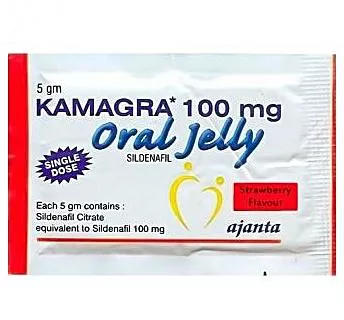 5 gm
KAMAGRA* 100 mg
Oral Jelly
SILDENAFIL
SINGLE
DOSE
Strawberry
Flavour
Each 5 gm contains :
Sildenafil Citrate
equivalent to Sildenafil 100 mg
ajanta